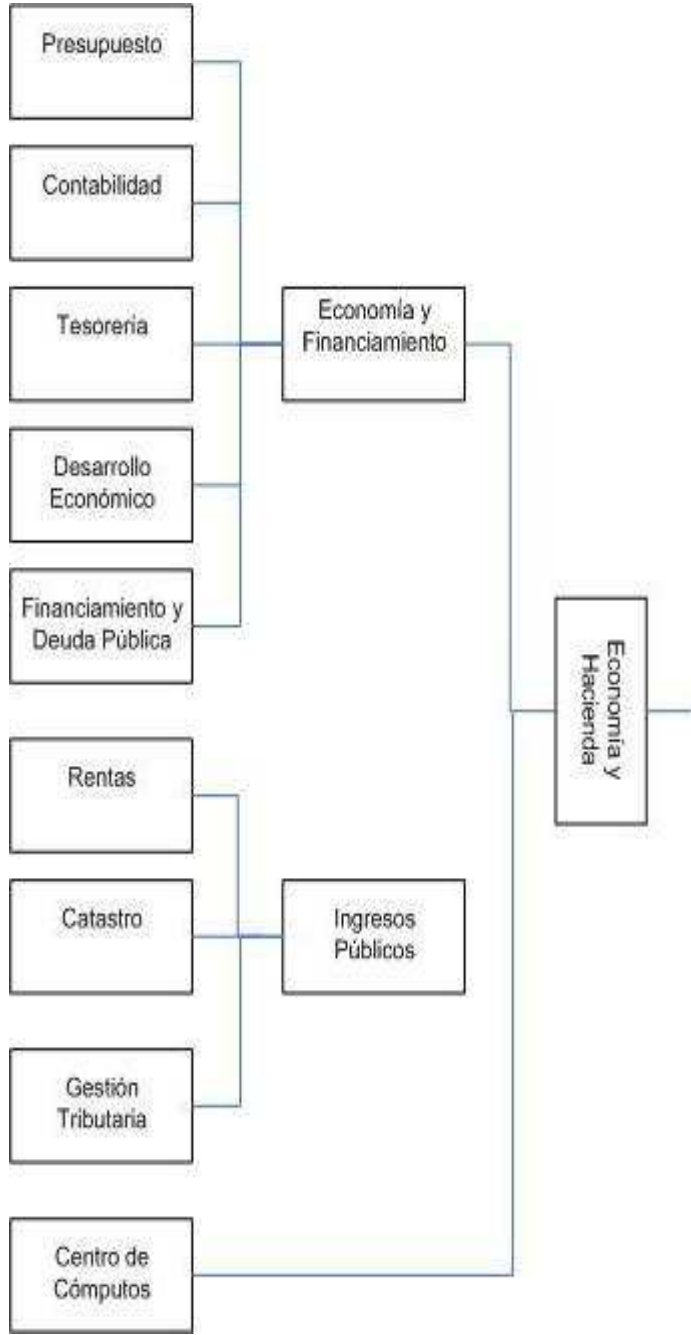 Presupuesto
Contabilidad
Tesorería
Economía y
Financiamiento
Desarrollo
Económico
Financiamiento y
Deuda Pública
Economía y
Hacienda
Rentas
Catastro
Ingresos
Públicos
Gestión
Tributaria
Centro de
Cómputos